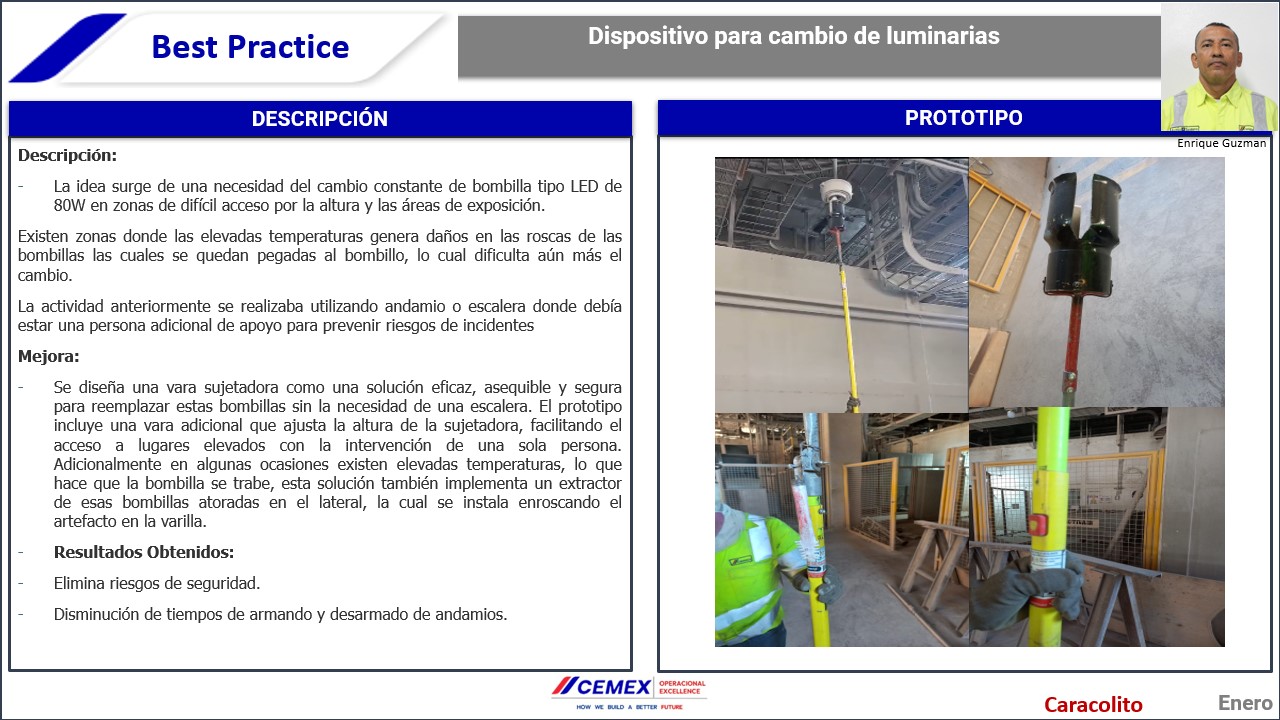 Best Practice
Dispositivo para cambio de luminarias
DESCRIPCIÓN
Descripción:
- La idea surge de una necesidad del cambio constante de bombilla tipo LED de
80W en zonas de difícil acceso por la altura y las áreas de exposición.
Existen zonas donde las elevadas temperaturas genera daños en las roscas de las
bombillas las cuales se quedan pegadas al bombillo, lo cual dificulta aún más el
cambio.
La actividad anteriormente se realizaba utilizando andamio o escalera donde debía
estar una persona adicional de apoyo para prevenir riesgos de incidentes
Mejora:
- Se diseña una vara sujetadora como una solución eficaz, asequible y segura
para reemplazar estas bombillas sin la necesidad de una escalera. El prototipo
incluye una vara adicional que ajusta la altura de la sujetadora, facilitando el
acceso a lugares elevados con la intervención de una sola persona.
Adicionalmente en algunas ocasiones existen elevadas temperaturas, lo que
hace que la bombilla se trabe, esta solución también implementa un extractor
de esas bombillas atoradas en el lateral, la cual se instala enroscando el
artefacto en la varilla.
- Resultados Obtenidos:
- Elimina riesgos de seguridad.
- Disminución de tiempos de armando y desarmado de andamios.
PROTOTIPO
Enrique Guzman
CEMEX
OPERACIONAL
EXCELLENCE
HOW WE BUILD A BETTER FUTURE
Caracolito
Enero